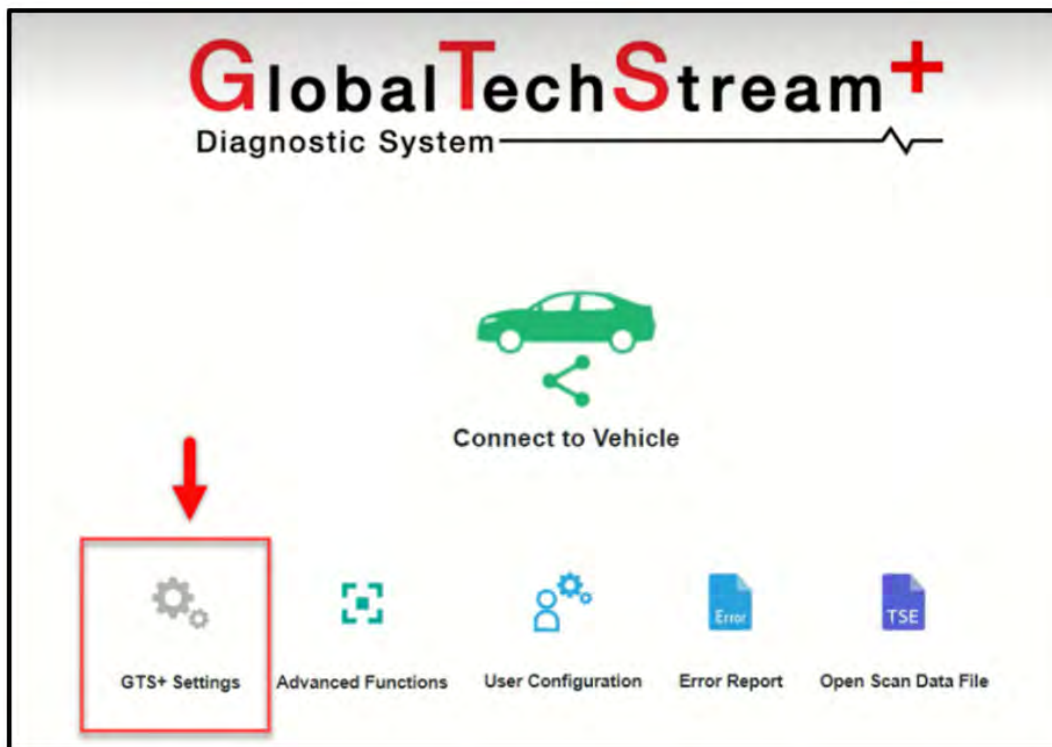 GlobalTechStream+
Diagnostic System
Connect to Vehicle
Error
TSE
GTS+ Settings
Advanced Functions
User Configuration
Error Report
Open Scan Data File